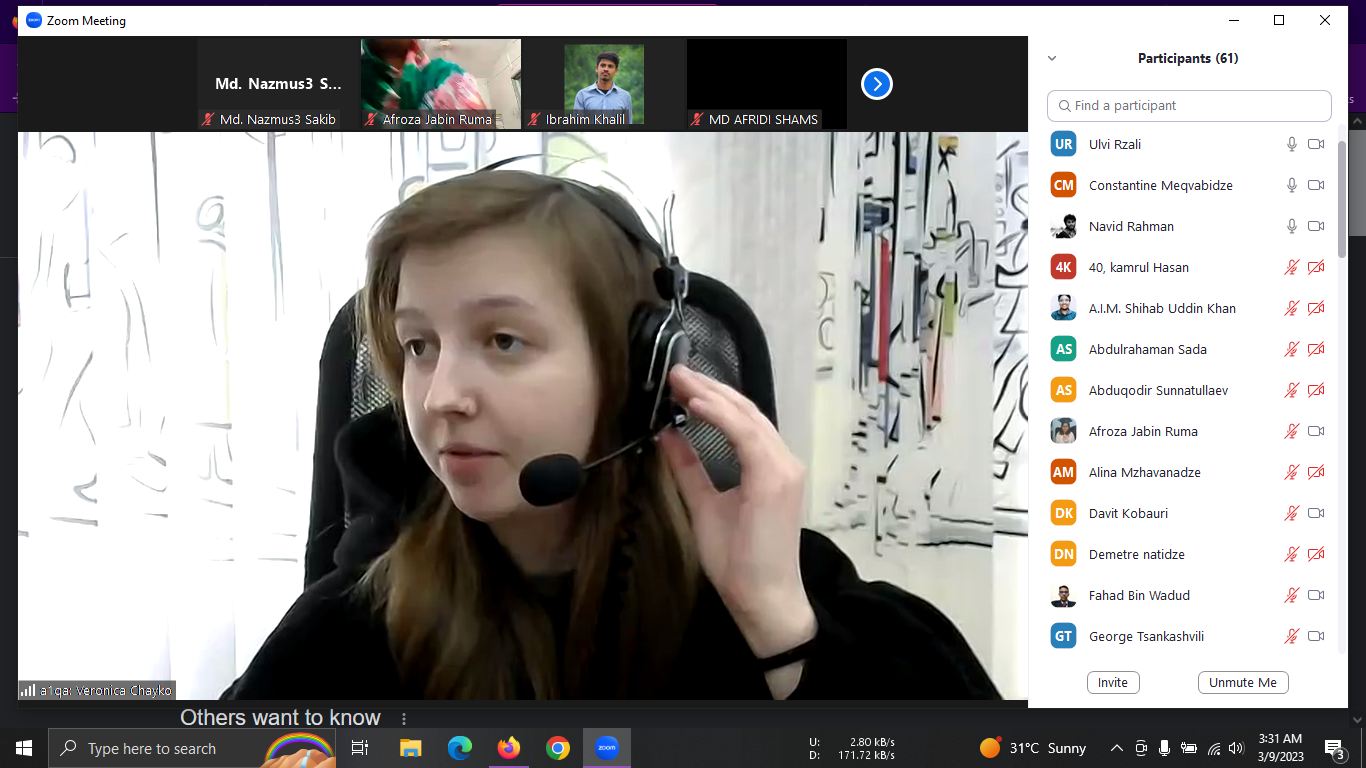 Zoom Meeting
Md. Nazmus3 S...
Md. Nazmus3 Sakib
Afroza Jabin Ruma
Ibrahim Khalil
MD AFRIDI SHAMS
a1qa: Veronica Chayko
Participants (61)
Find a participant
UR Ulvi Rzali
CM Constantine Meqvabidze
Navid Rahman
4K 40, kamrul Hasan
A.I.M. Shihab Uddin Khan
AS Abdulrahaman Sada
AS Abduqodir Sunnatullaev
Afroza Jabin Ruma
AM Alina Mzhavanadze
DK Davit Kobauri
DN Demetre natidze
Fahad Bin Wadud
GT George Tsankashvili
Invite Unmute Me
Others want to know
Type here to search
zoom
U: 2.80 kB/s
D: 171.72 kB/s
31°C Sunny
3:31 AM
3/9/2023
3